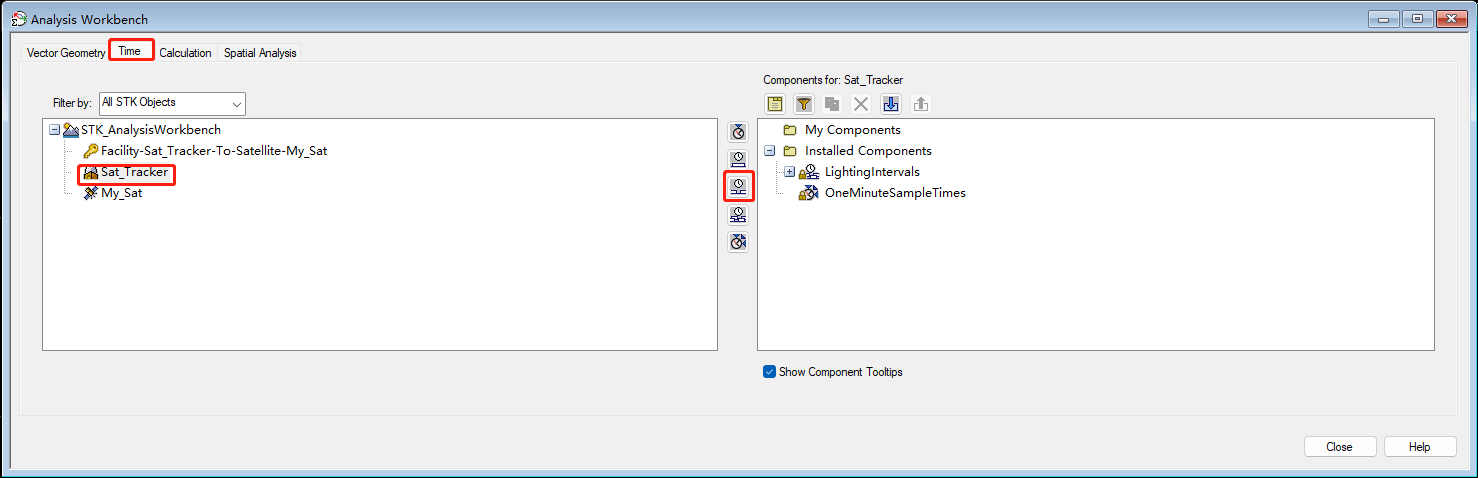 Analysis Workbench
Vector Geometry Time Calculation Spatial Analysis
Components for: Sat_Tracker
Filter by: All STK Objects
STK_AnalysisWorkbench
Facility-Sat_Tracker-To-Satellite-My_Sat
Sat_Tracker
My_Sat
My Components
Installed Components
LightingIntervals
OneMinuteSampleTimes
Show Component Tooltips
Close Help